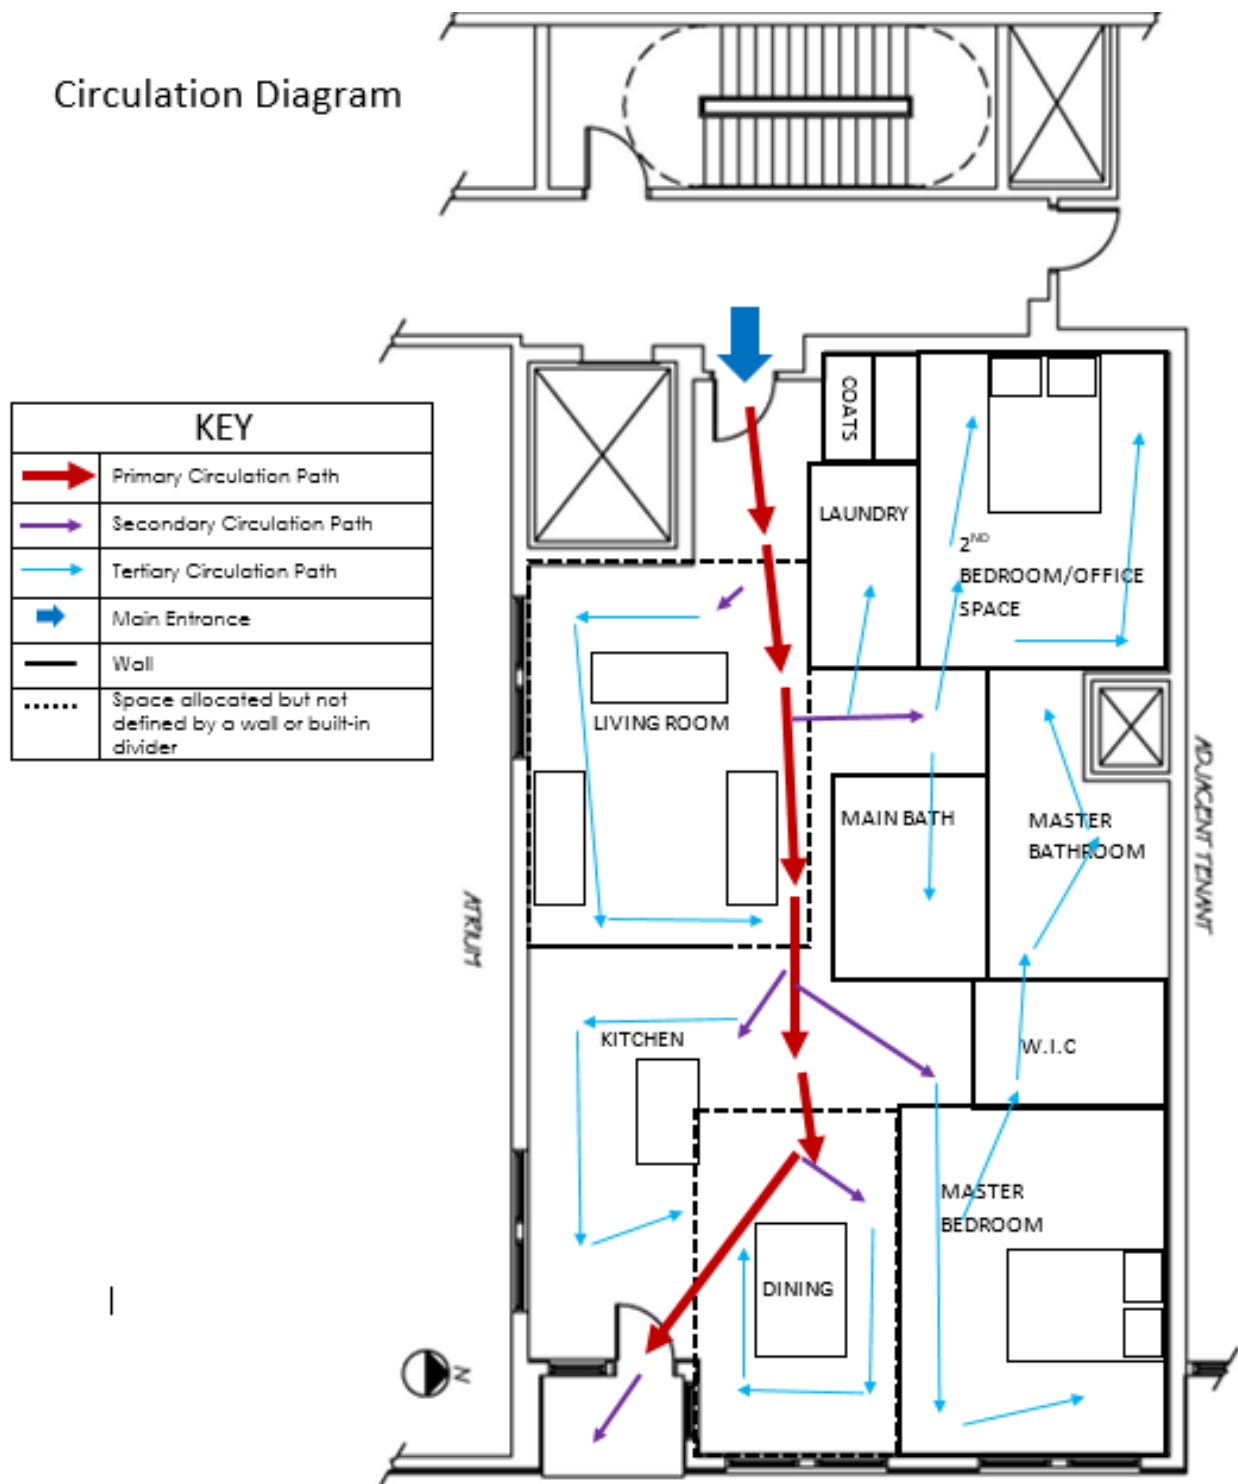 Circulation Diagram
KEY
Primary Circulation Path
Secondary Circulation Path
Tertiary Circulation Path
Main Entrance
Wall
Space allocated but not
defined by a wall or built-in
divider
COATS
LAUNDRY
2ND
BEDROOM/OFFICE
SPACE
LIVING ROOM
MAIN BATH
MASTER
BATHROOM
ADJACENT TENANT
ATRIUM
KITCHEN
W.I.C
MASTER
BEDROOM
DINING
N